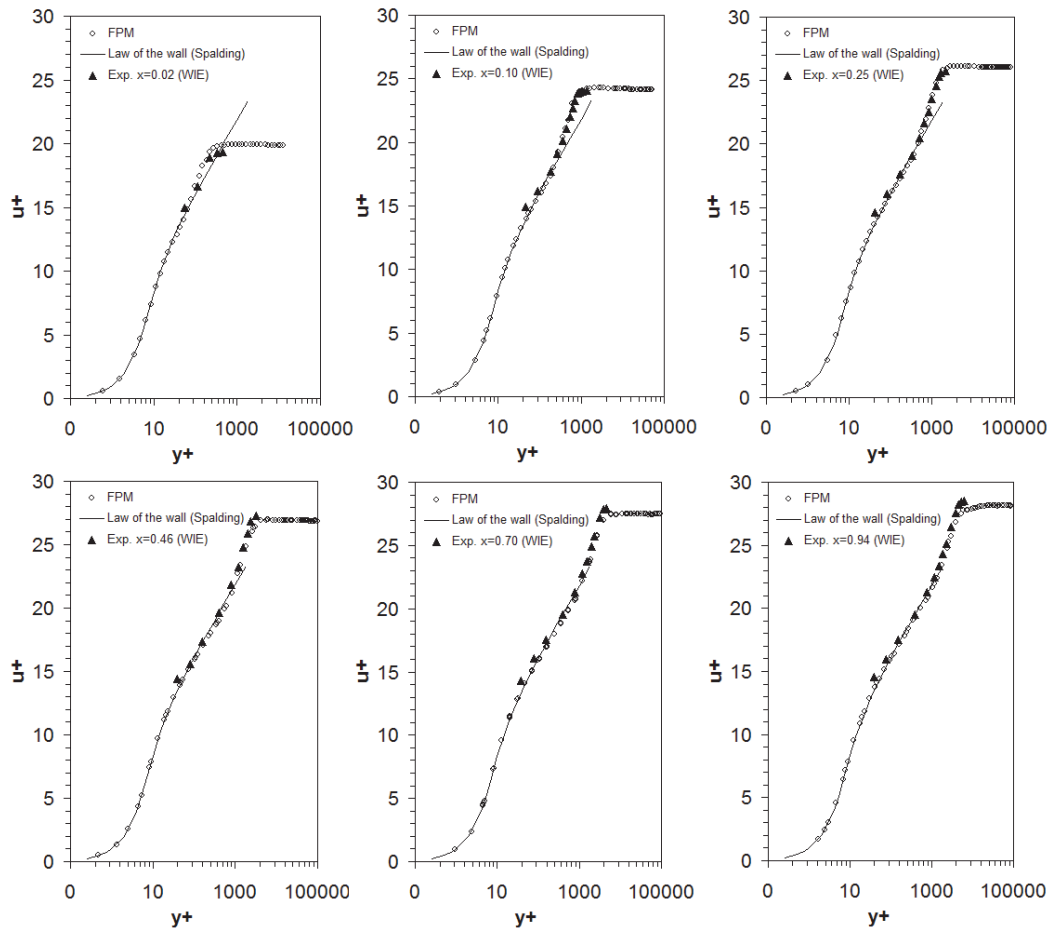 30
25
20
15
10
5
0
u+
FPM
Law of the wall (Spalding)
Exp. x=0.02 (WIE)
0 10 1000 100000
y+
30
25
20
15
10
5
0
u+
FPM
Law of the wall (Spalding)
Exp. x=0.10 (WIE)
0 10 1000 100000
y+
30
25
20
15
10
5
0
u+
FPM
Law of the wall (Spalding)
Exp. x=0.25 (WIE)
0 10 1000 100000
y+
30
25
20
15
10
5
0
u+
FPM
Law of the wall (Spalding)
Exp. x=0.46 (WIE)
0 10 1000 100000
y+
30
25
20
15
10
5
0
u+
FPM
Law of the wall (Spalding)
Exp. x=0.70 (WIE)
0 10 1000 100000
y+
30
25
20
15
10
5
0
u+
FPM
Law of the wall (Spalding)
Exp. x=0.94 (WIE)
0 10 1000 100000
y+